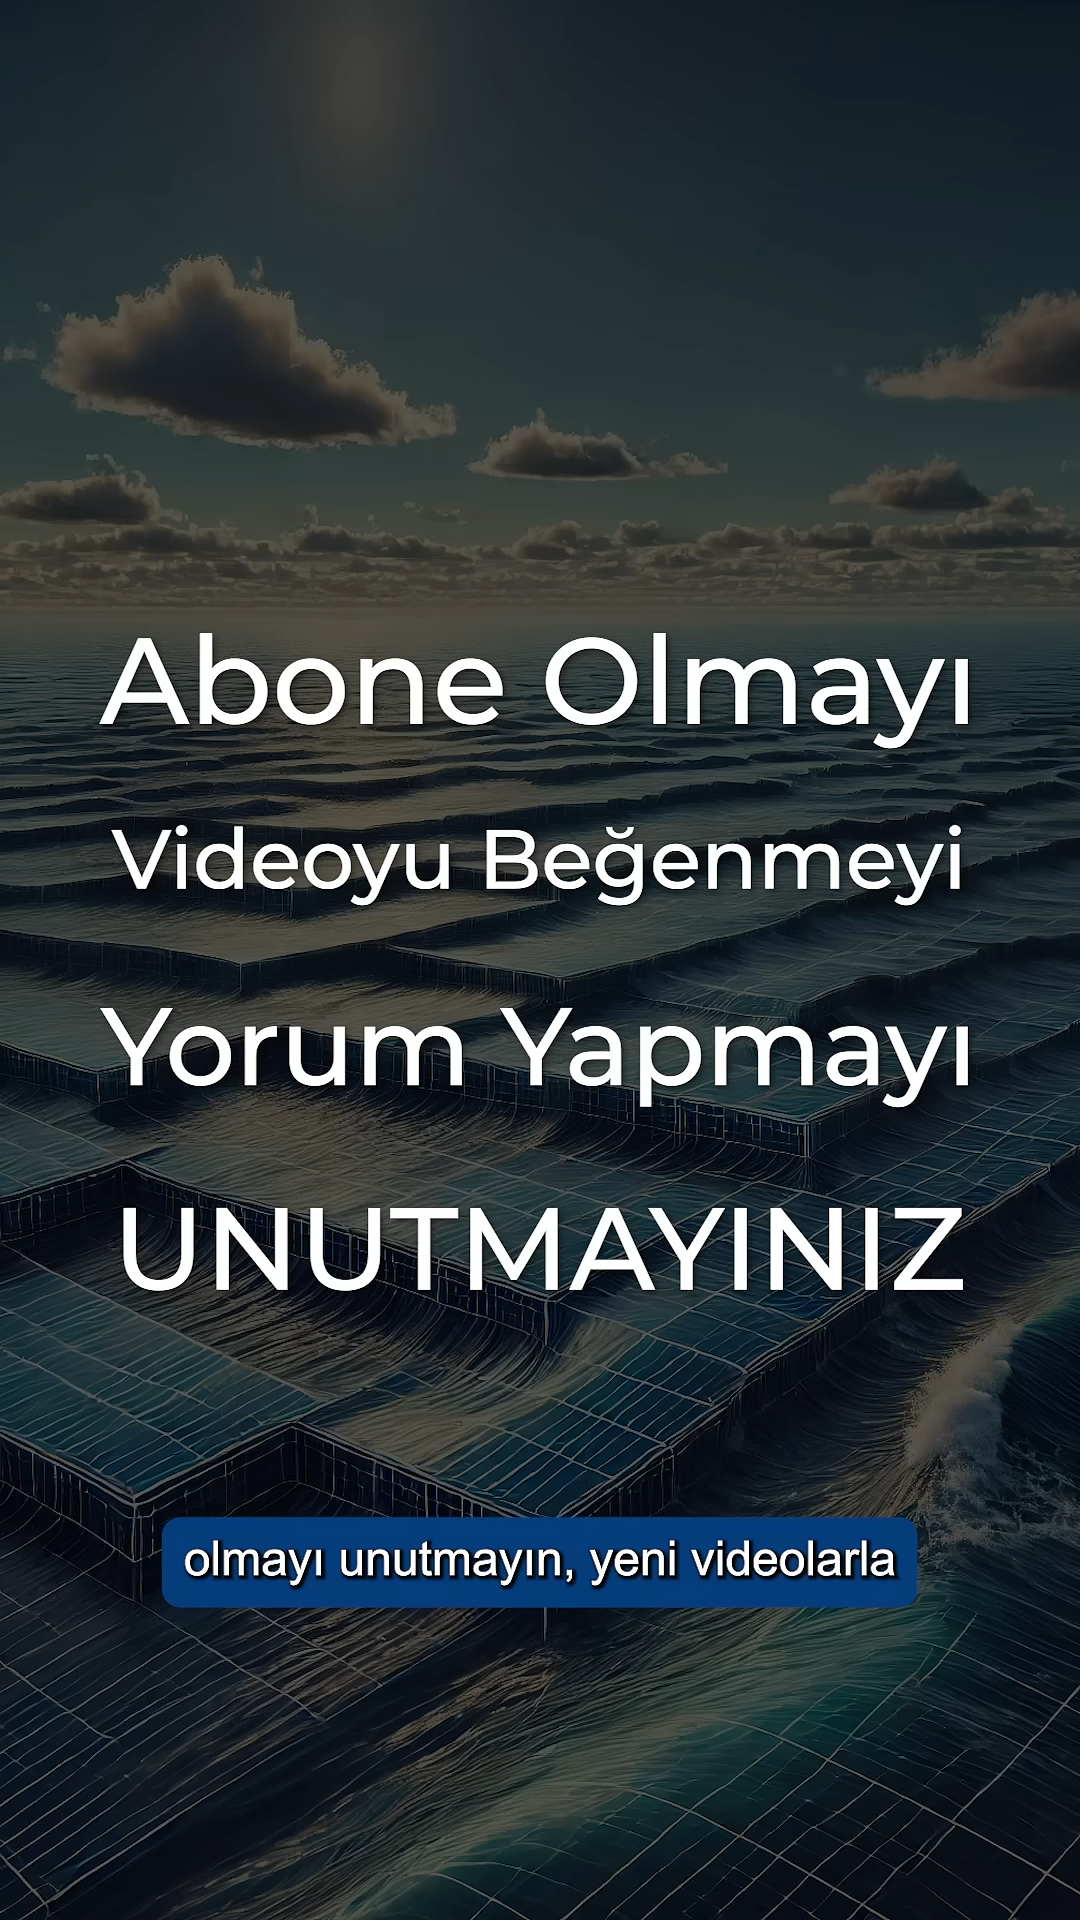 Abone Olmayı
Videoyu Beğenmeyi
Yorum Yapmayı
UNUTMAYINIZ
olmayı unutmayın, yeni videolarla